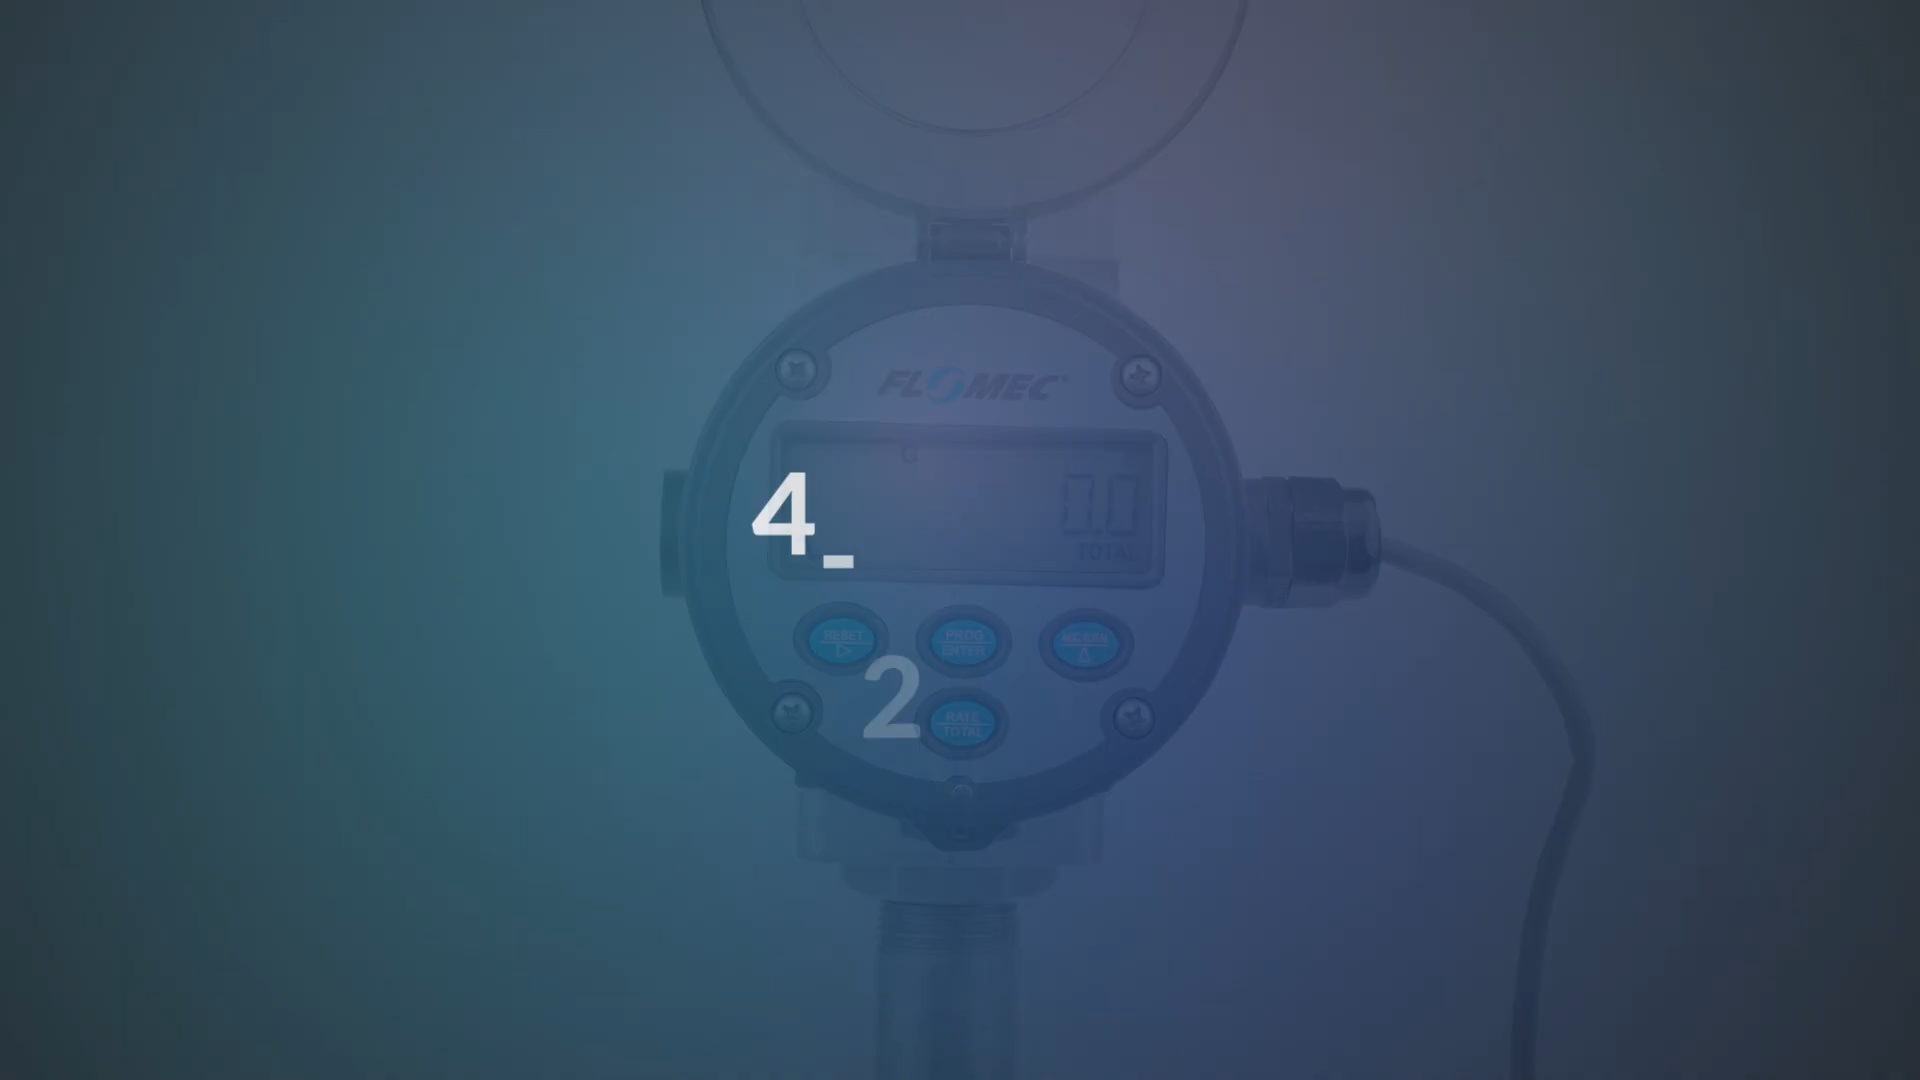 FLOMEC
G
0.0
4_
TOTAL
RESET
PROG
ENTER
2
RATE
TOTAL